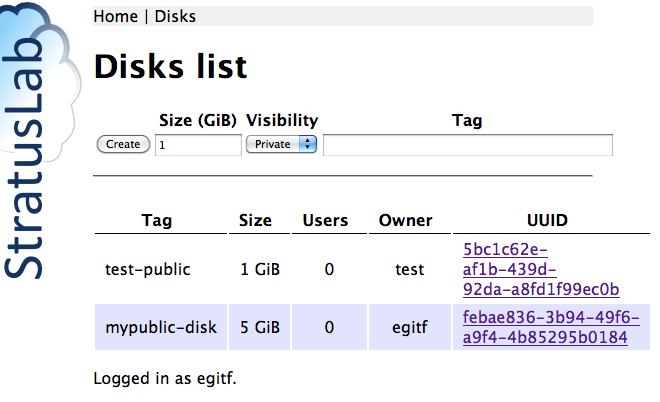 StratusLab
Home | Disks
Disks list
Size (GiB) Visibility Tag
Create 1 Private
Tag Size Users Owner UUID
test-public 1 GiB 0 test 5bc1c62e-
af1b-439d-
92da-a8fd1f99ec0b
mypublic-disk 5 GiB 0 egitf febae836-3b94-49f6-
a9f4-4b85295b0184
Logged in as egitf.